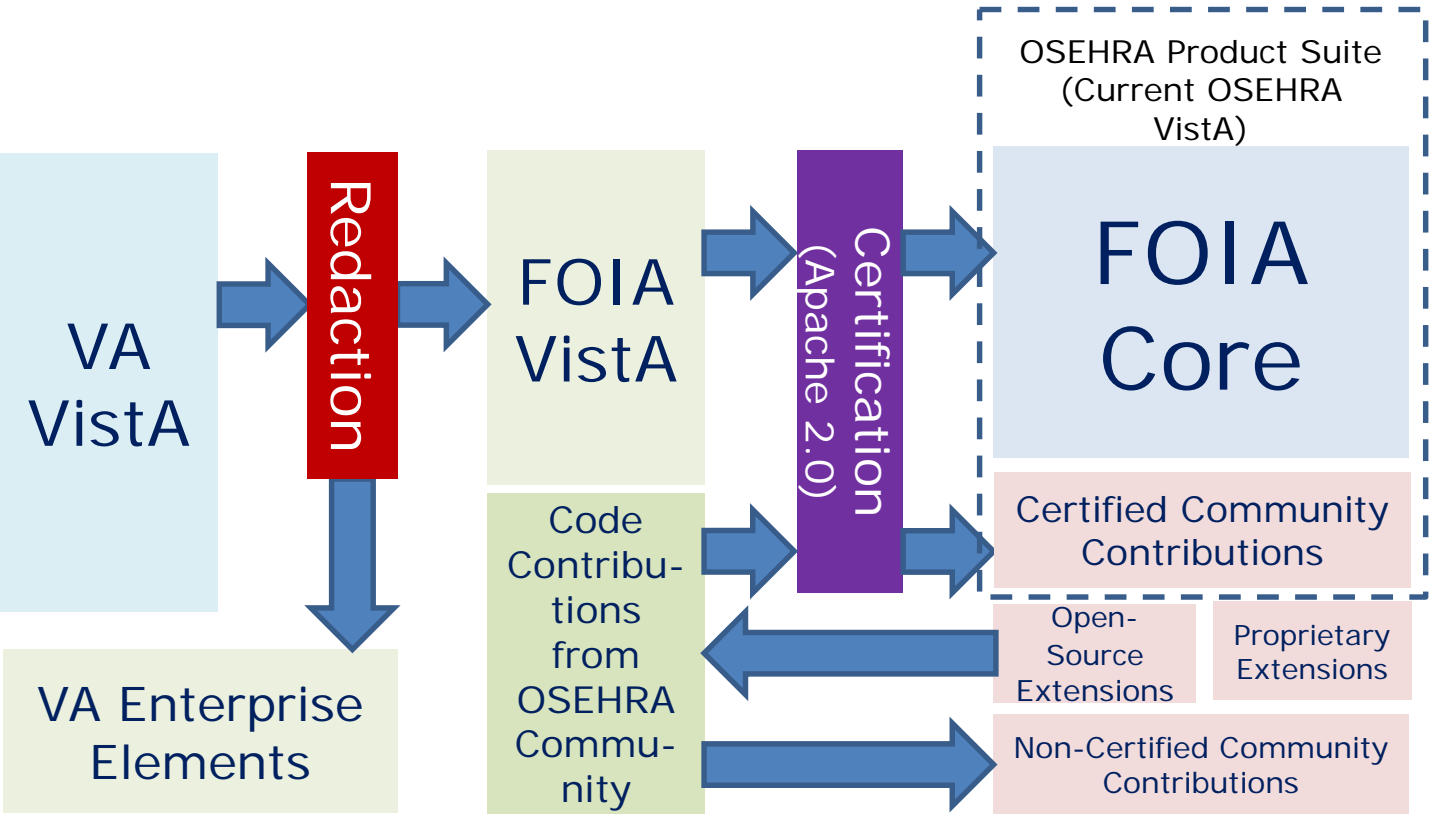 OSEHRA Product Suite
(Current OSEHRA
VistA)
VA
VistA
Redaction
FOIA
VistA
Certification
(Apache 2.0)
FOIA
Core
Code
Contribu-
tions
from
OSEHRA
Commu-
nity
Certified Community
Contributions
Open-
Source
Extensions
Proprietary
Extensions
VA Enterprise
Elements
Non-Certified Community
Contributions